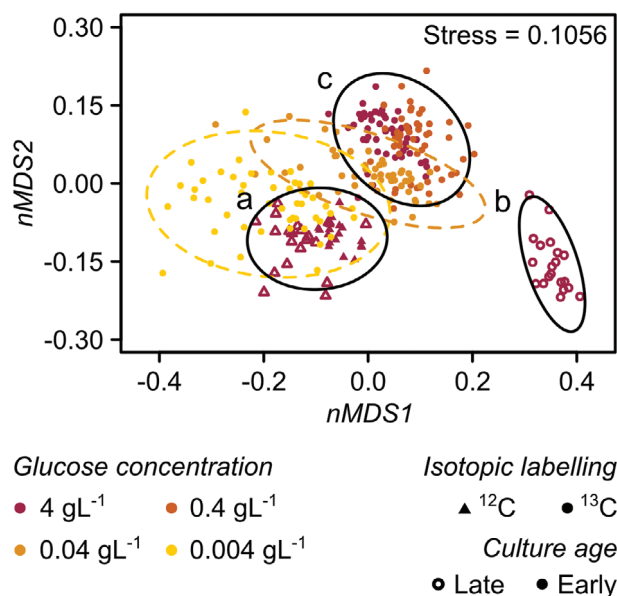 0.30
Stress = 0.1056
c
0.15
nMDS2
0.00
a
b
-0.15
-0.30
-0.4 -0.2 0.0 0.2 0.4
nMDS1
Glucose concentration Isotopic labelling
4 gL⁻¹ 0.4 gL⁻¹ ¹²C ¹³C
0.04 gL⁻¹ 0.004 gL⁻¹ Culture age
Late Early